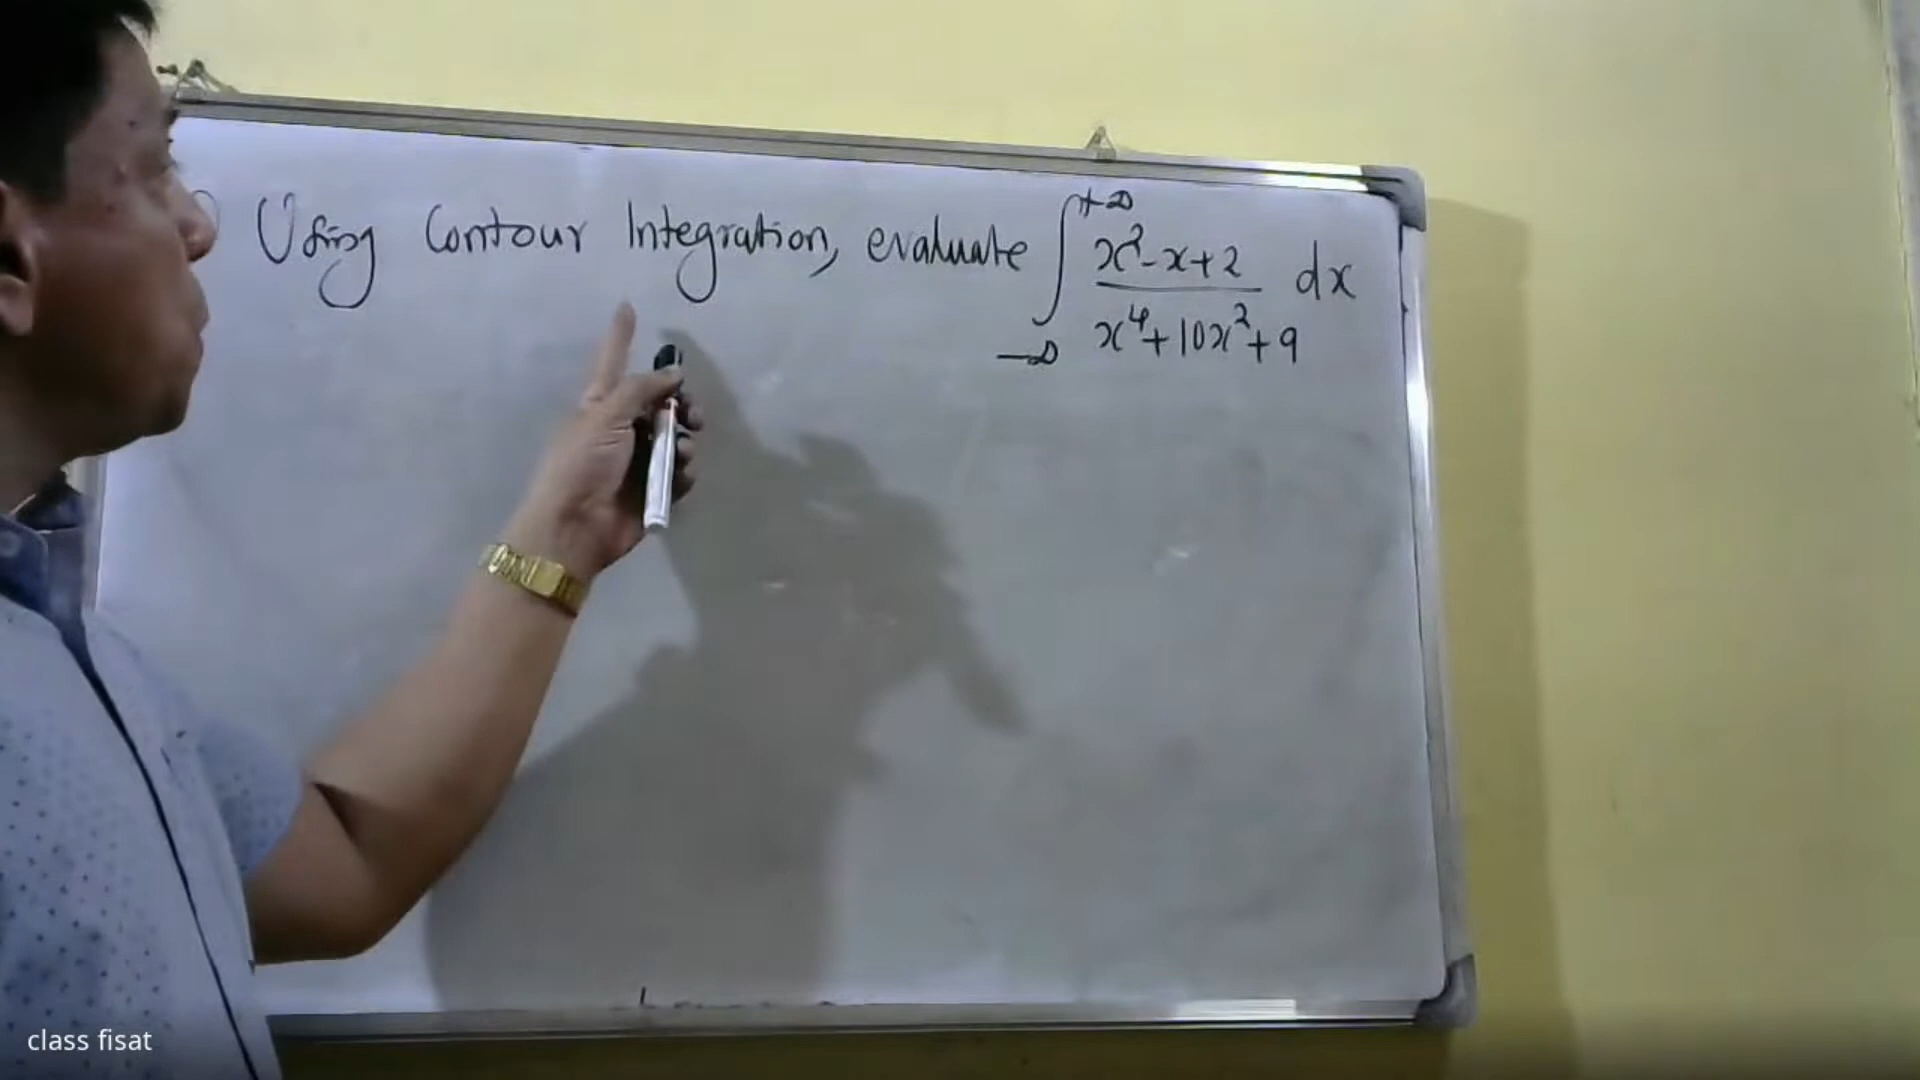 Using Contour Integration, evaluate ∫_{-∞}^{+∞} (x²-x+2)/(x⁴+10x²+9) dx
class fisat